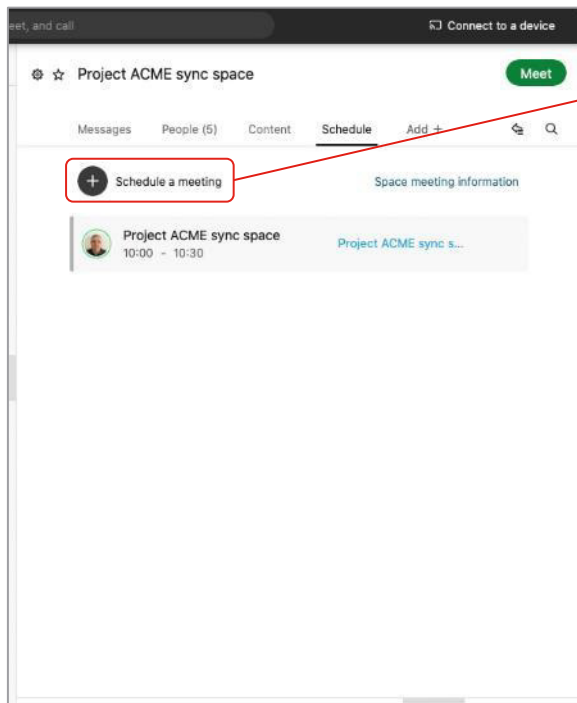 eet, and call
Connect to a device
Project ACME sync space
Meet
Messages People (5) Content Schedule Add +
Schedule a meeting
Space meeting information
Project ACME sync space
Project ACME sync s...
10:00 - 10:30